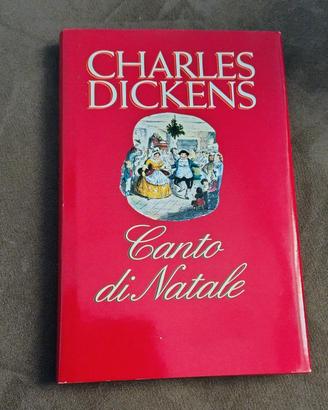 CHARLES
DICKENS
Canto
di Natale